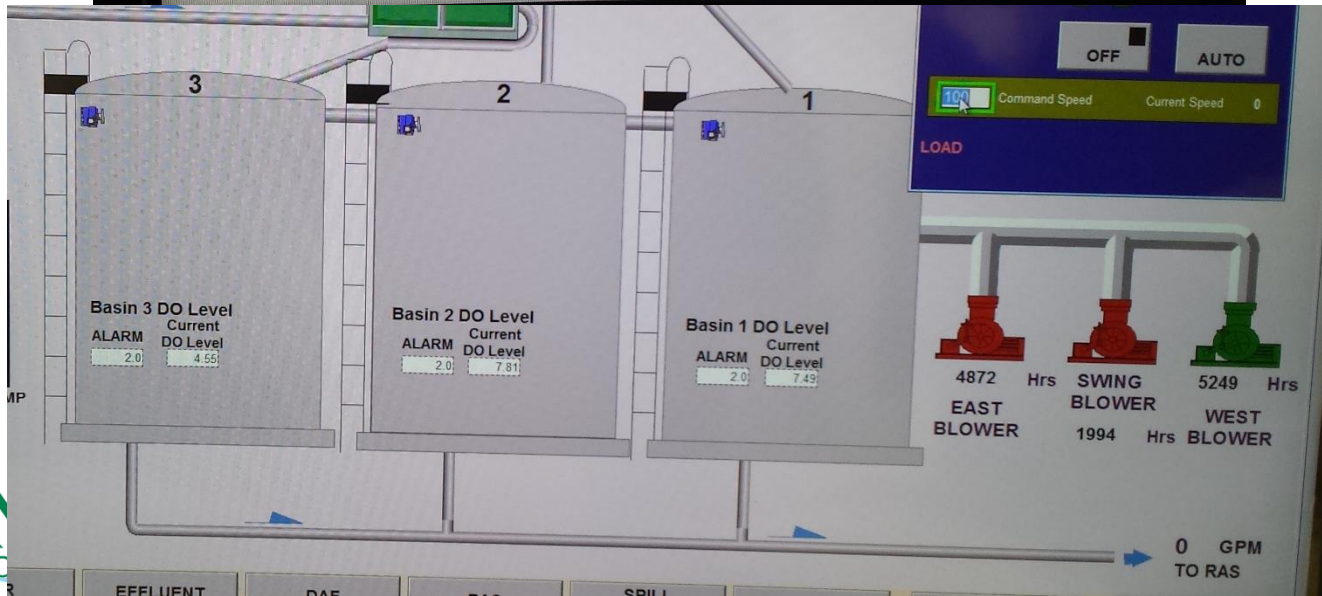 3
2
1
OFF
AUTO
100 Command Speed Current Speed 0
LOAD
Basin 3 DO Level
ALARM Current DO Level
2.0 4.55
Basin 2 DO Level
ALARM Current DO Level
2.0 7.81
Basin 1 DO Level
ALARM Current DO Level
2.0 7.49
4872 Hrs
EAST
BLOWER
SWING
BLOWER
1994 Hrs
5249 Hrs
WEST
BLOWER
MP
0 GPM
TO RAS
R
EFFLUENT
DAF
RAS
SPILL